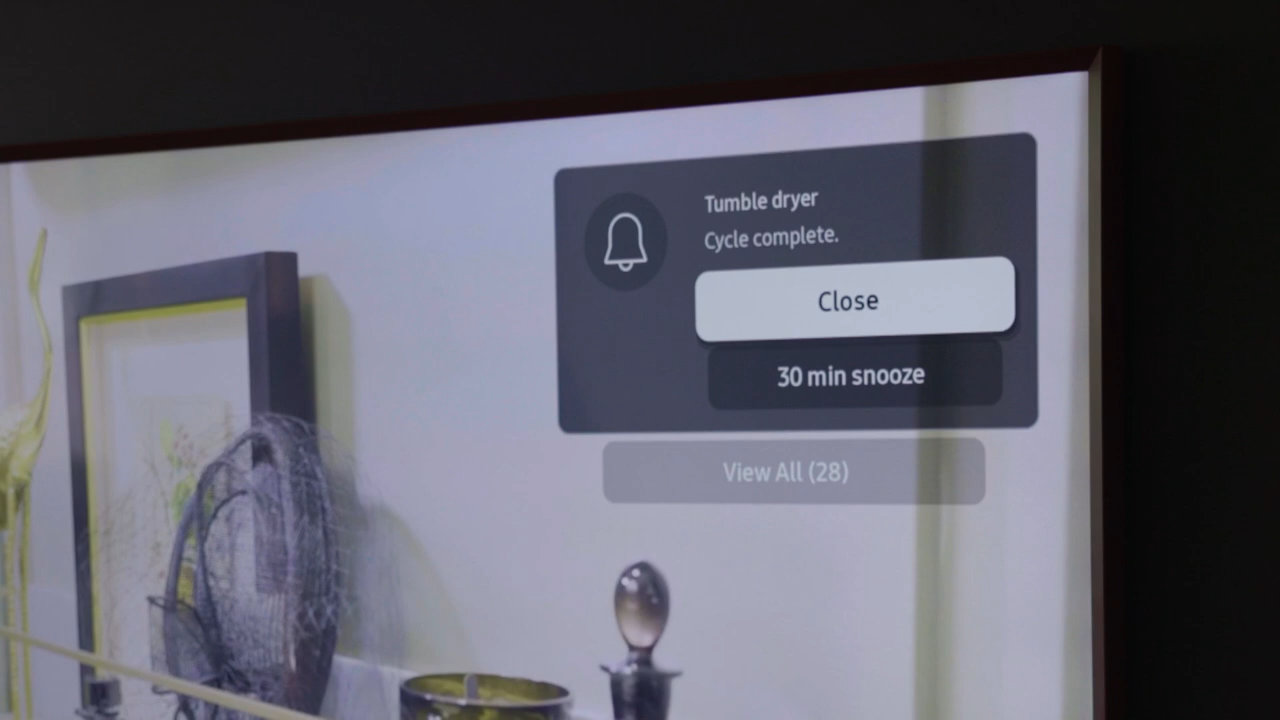 Tumble dryer
Cycle complete.
Close
30 min snooze
View All (28)